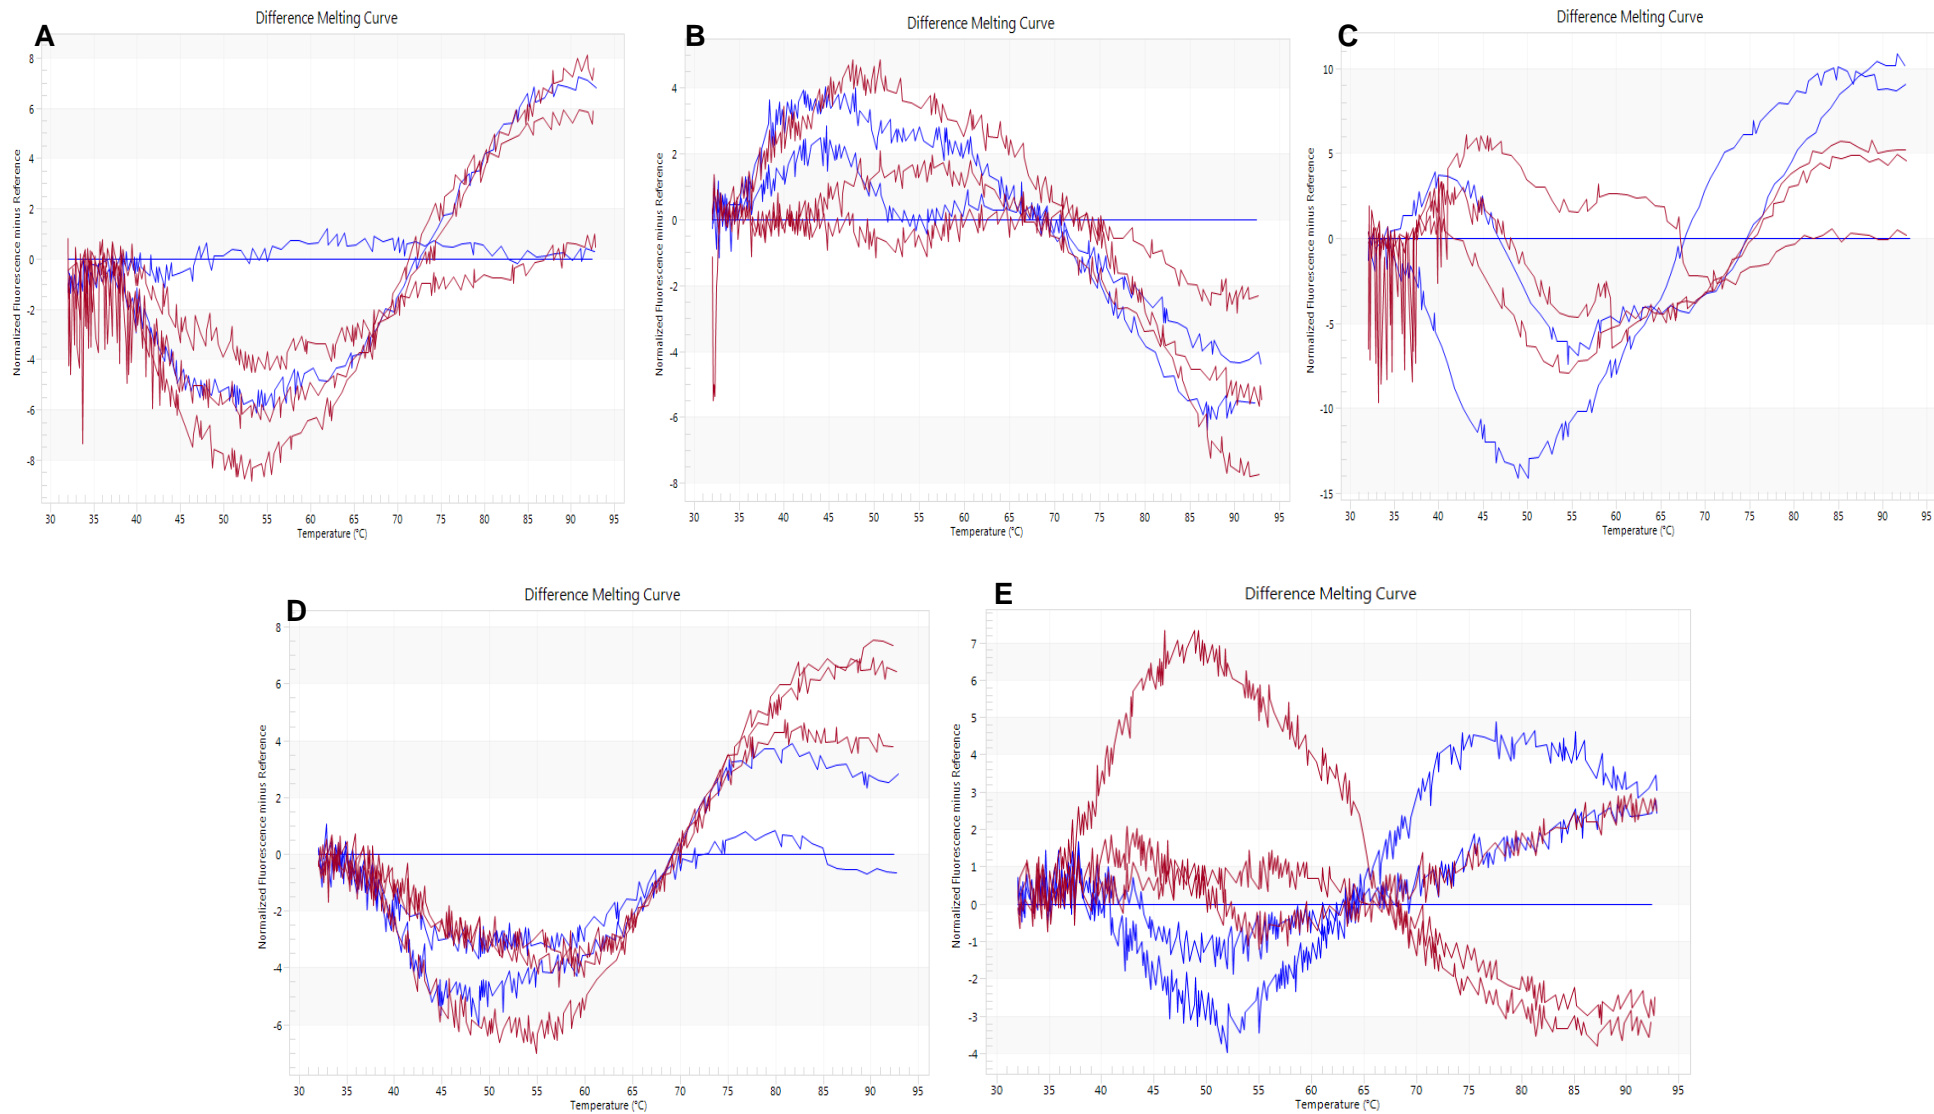 A
Difference Melting Curve
Normalized Fluorescence minus Reference
8
6
4
2
0
-2
-4
-6
-8
30 35 40 45 50 55 60 65 70 75 80 85 90 95
Temperature (°C)
B
Difference Melting Curve
Normalized Fluorescence minus Reference
4
2
0
-2
-4
-6
-8
30 35 40 45 50 55 60 65 70 75 80 85 90 95
Temperature (°C)
C
Difference Melting Curve
Normalized Fluorescence minus Reference
10
5
0
-5
-10
-15
30 35 40 45 50 55 60 65 70 75 80 85 90 95
Temperature (°C)
D
Difference Melting Curve
Normalized Fluorescence minus Reference
8
6
4
2
0
-2
-4
-6
30 35 40 45 50 55 60 65 70 75 80 85 90 95
Temperature (°C)
E
Difference Melting Curve
Normalized Fluorescence minus Reference
7
6
5
4
3
2
1
0
-1
-2
-3
-4
30 35 40 45 50 55 60 65 70 75 80 85 90 95
Temperature (°C)